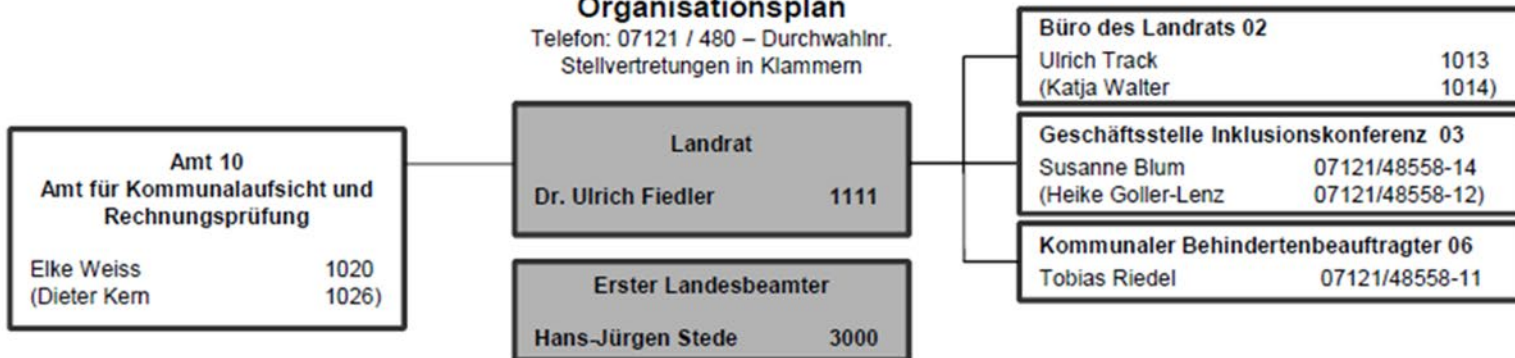 Organisationsplan
Telefon: 07121 / 480 – Durchwahlnr.
Stellvertretungen in Klammern
Amt 10
Amt für Kommunalaufsicht und
Rechnungsprüfung
Elke Weiss 1020
(Dieter Kern 1026)
Landrat
Dr. Ulrich Fiedler 1111
Erster Landesbeamter
Hans-Jürgen Stede 3000
Büro des Landrats 02
Ulrich Track 1013
(Katja Walter 1014)
Geschäftsstelle Inklusionskonferenz 03
Susanne Blum 07121/48558-14
(Heike Goller-Lenz 07121/48558-12)
Kommunaler Behindertenbeauftragter 06
Tobias Riedel 07121/48558-11